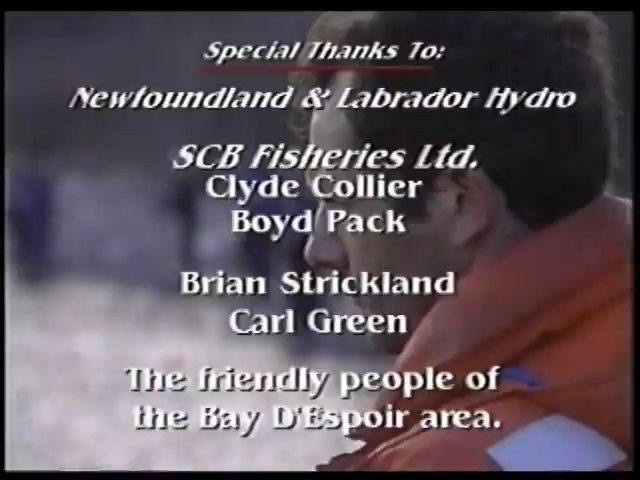 Special Thanks To:
Newfoundland & Labrador Hydro
SCB Fisheries Ltd.
Clyde Collier
Boyd Pack
Brian Strickland
Carl Green
The friendly people of
the Bay D'Espoir area.